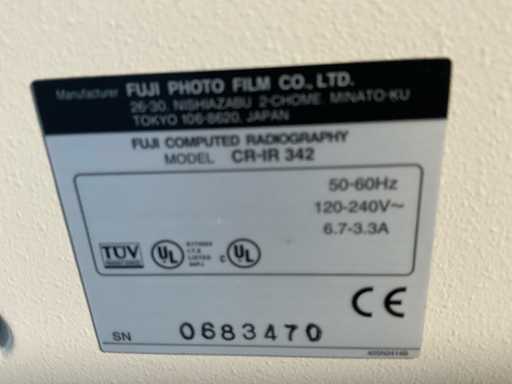 Manufacturer FUJI PHOTO FILM CO., LTD.
26-30, NISHIAZABU 2-CHOME, MINATO-KU
TOKYO 106-8620, JAPAN
FUJI COMPUTED RADIOGRAPHY
MODEL CR-IR 342
50-60Hz
120-240V~
6.7-3.3A
TÜV
UL
LISTED
C UL
CE
SN 0683470